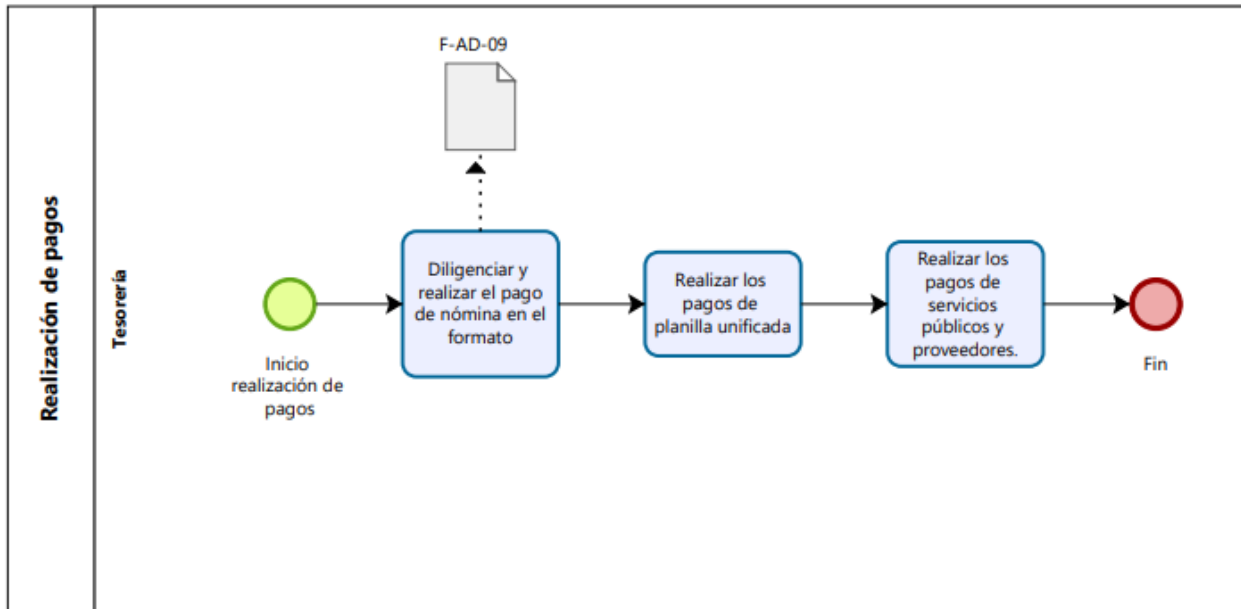 Realización de pagos
Tesorería
F-AD-09
Inicio
realización de
pagos
Diligenciar y
realizar el pago
de nómina en el
formato
Realizar los
pagos de
planilla unificada
Realizar los
pagos de
servicios
públicos y
proveedores.
Fin